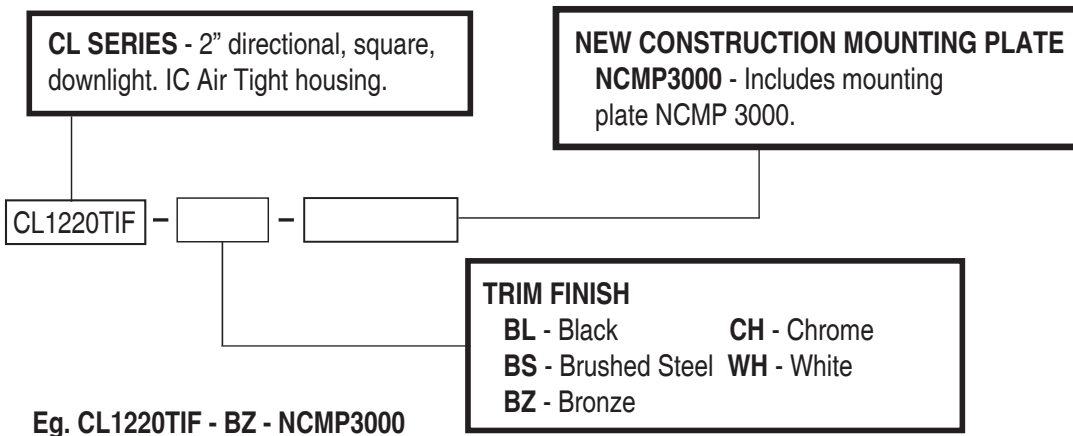 CL SERIES - 2” directional, square,
downlight. IC Air Tight housing.
NEW CONSTRUCTION MOUNTING PLATE
NCMP3000 - Includes mounting
plate NCMP 3000.
CL1220TIF - -
TRIM FINISH
BL - Black CH - Chrome
BS - Brushed Steel WH - White
BZ - Bronze
Eg. CL1220TIF - BZ - NCMP3000